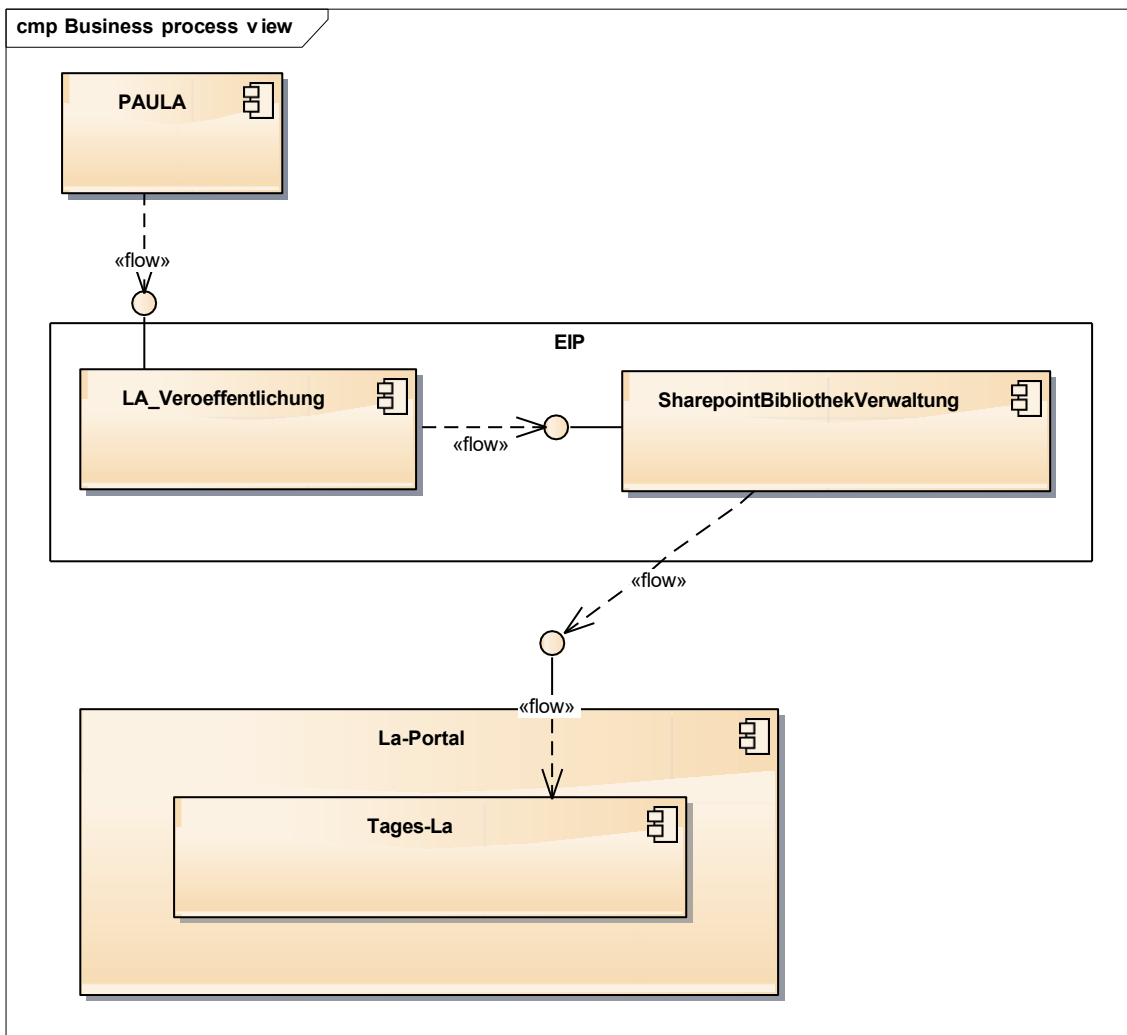 cmp Business process view
PAULA
«flow»
EIP
LA_Veroeffentlichung
SharepointBibliothekVerwaltung
«flow»
«flow»
«flow»
La-Portal
Tages-La